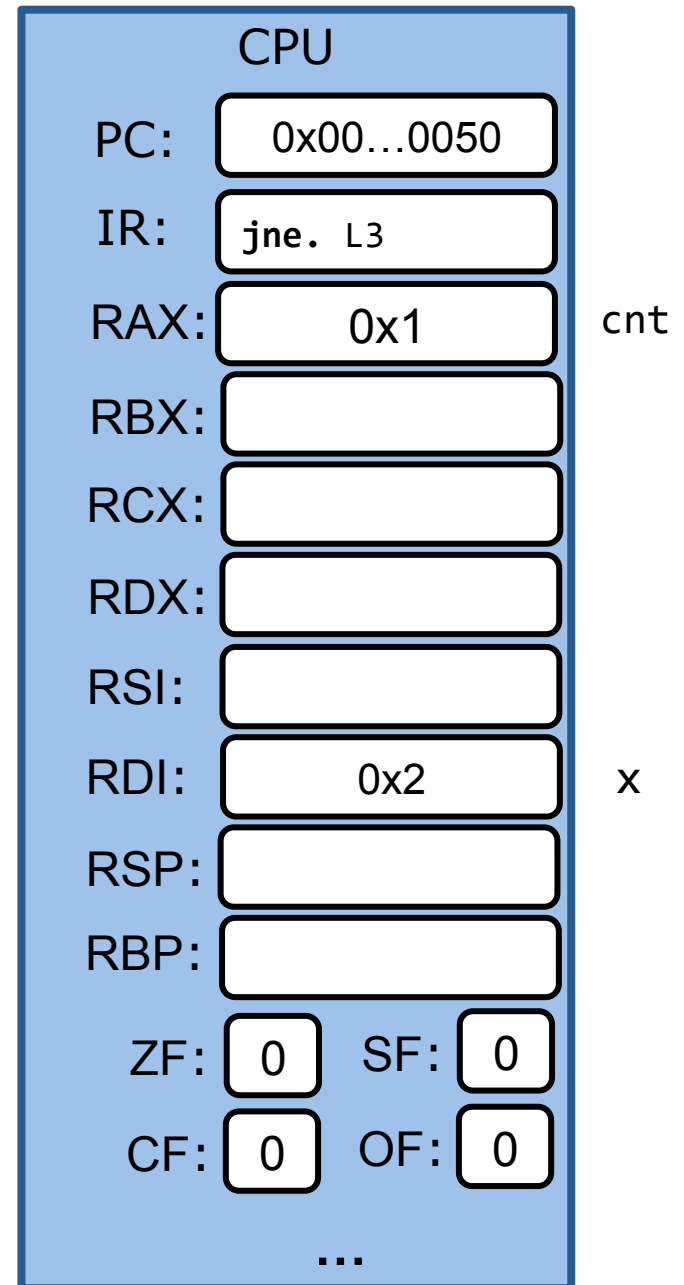 CPU
PC: 0x00...0050
IR: jne. L3
RAX: 0x1 cnt
RBX:
RCX:
RDX:
RSI:
RDI: 0x2 x
RSP:
RBP:
ZF: 0 SF: 0
CF: 0 OF: 0
...